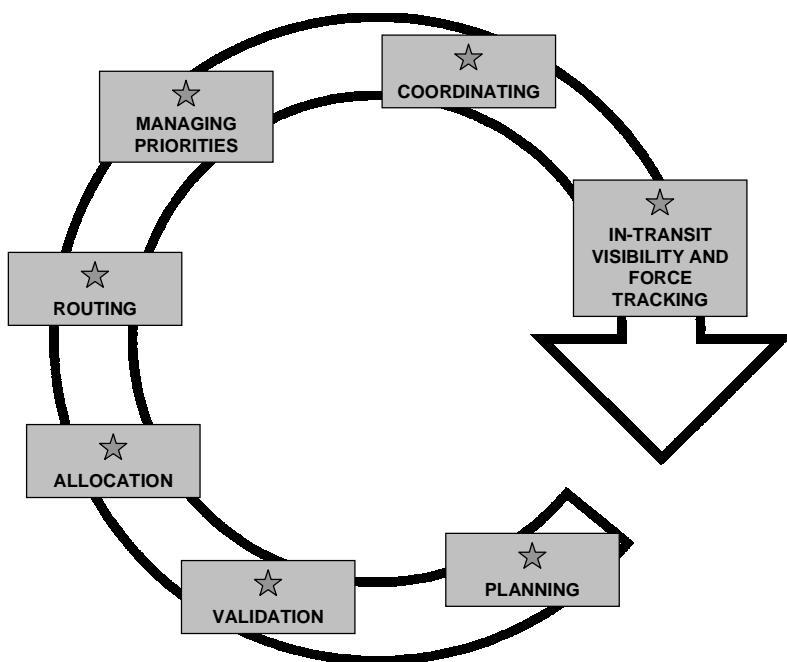 COORDINATING
MANAGING
PRIORITIES
IN-TRANSIT
VISIBILITY AND
FORCE
TRACKING
ROUTING
ALLOCATION
PLANNING
VALIDATION